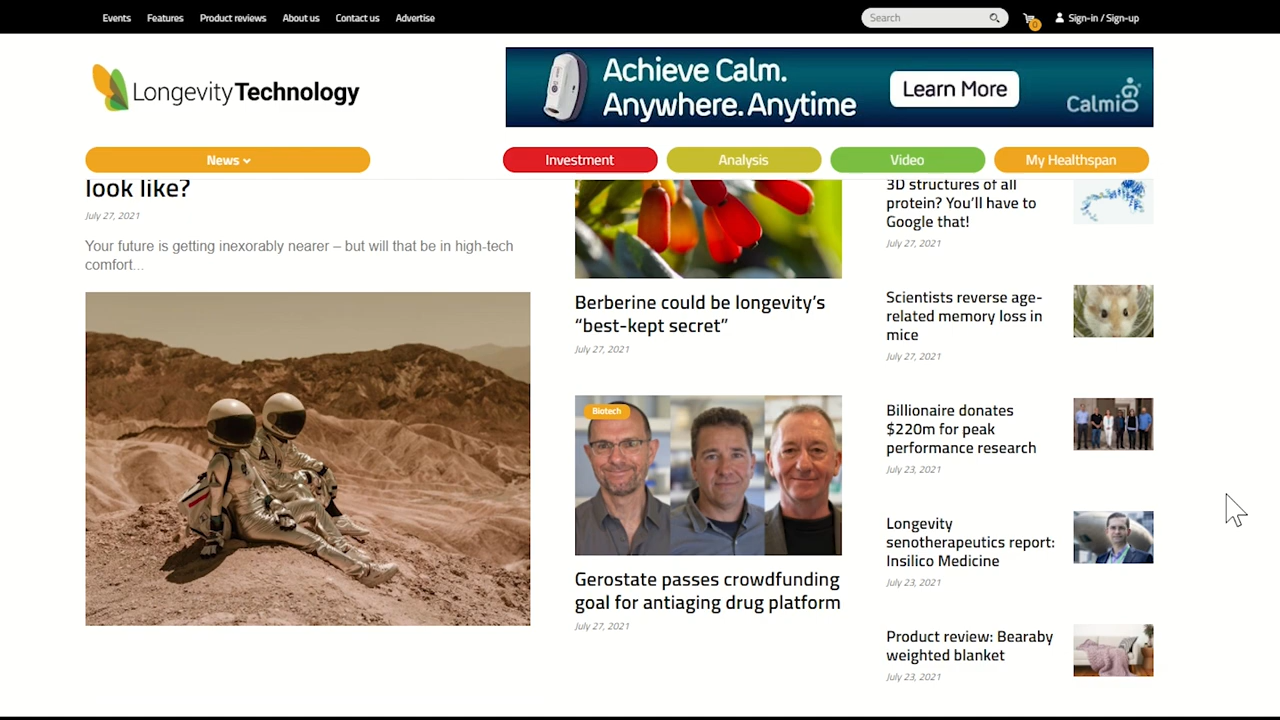 Events Features Product reviews About us Contact us Advertise
Search
0
Sign-in / Sign-up
Longevity Technology
Achieve Calm.
Anywhere. Anytime
Learn More
Calmigo
News
Investment
Analysis
Video
My Healthspan
look like?
July 27, 2021
Your future is getting inexorably nearer – but will that be in high-tech
comfort...
Berberine could be longevity's
"best-kept secret"
July 27, 2021
Biotech
Gerostate passes crowdfunding
goal for antiaging drug platform
July 27, 2021
3D structures of all
protein? You'll have to
Google that!
July 27, 2021
Scientists reverse age-
related memory loss in
mice
July 27, 2021
Billionaire donates
$220m for peak
performance research
July 23, 2021
Longevity
senotherapeutics report:
Insilico Medicine
July 23, 2021
Product review: Bearaby
weighted blanket
July 23, 2021